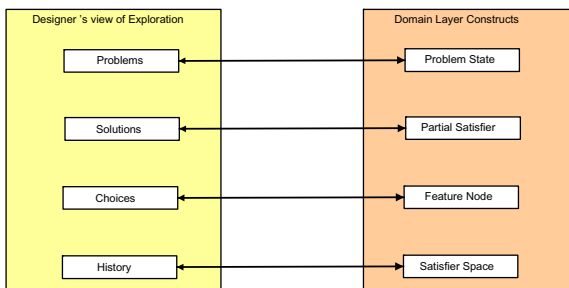 Designer 's view of Exploration
Domain Layer Constructs
Problems
Problem State
Solutions
Partial Satisfier
Choices
Feature Node
History
Satisfier Space